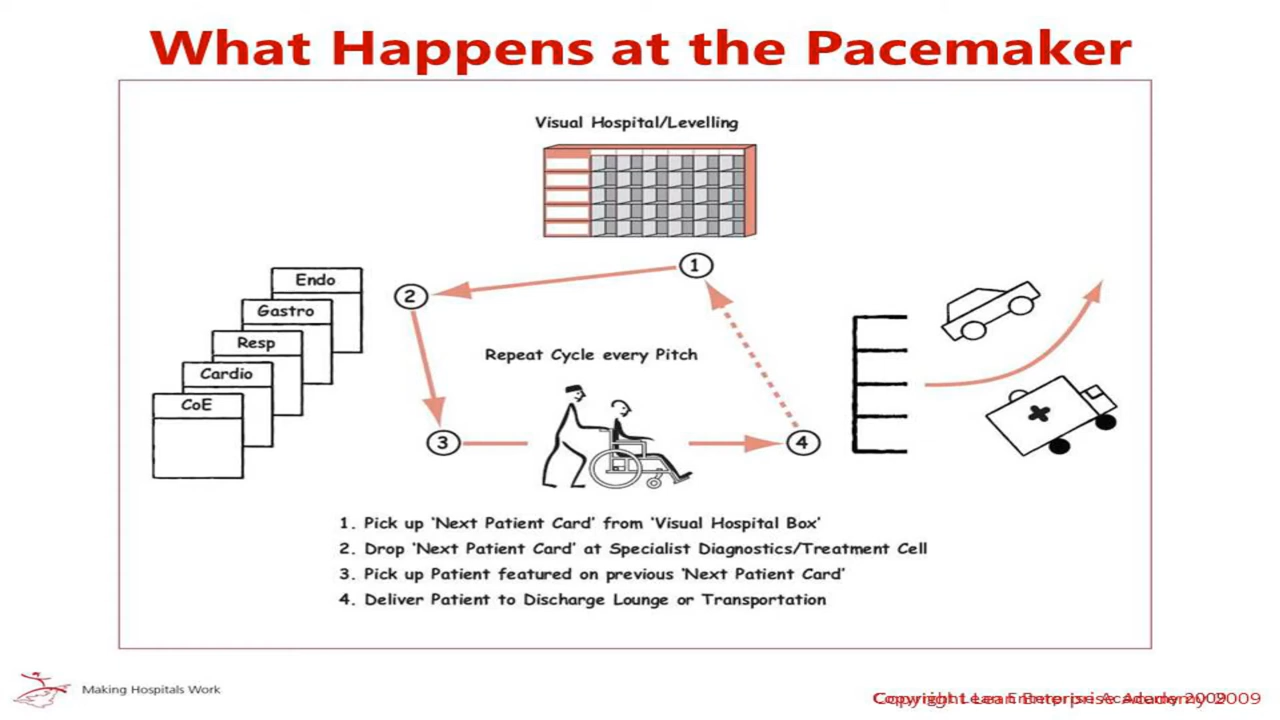 What Happens at the Pacemaker
Visual Hospital/Levelling
1
2
Endo
Gastro
Resp
Cardio
CoE
Repeat Cycle every Pitch
3
4
1. Pick up 'Next Patient Card' from 'Visual Hospital Box'
2. Drop 'Next Patient Card' at Specialist Diagnostics/Treatment Cell
3. Pick up Patient featured on previous 'Next Patient Card'
4. Deliver Patient to Discharge Lounge or Transportation
Making Hospitals Work
Copyright Lean Enterprise Academy 2009